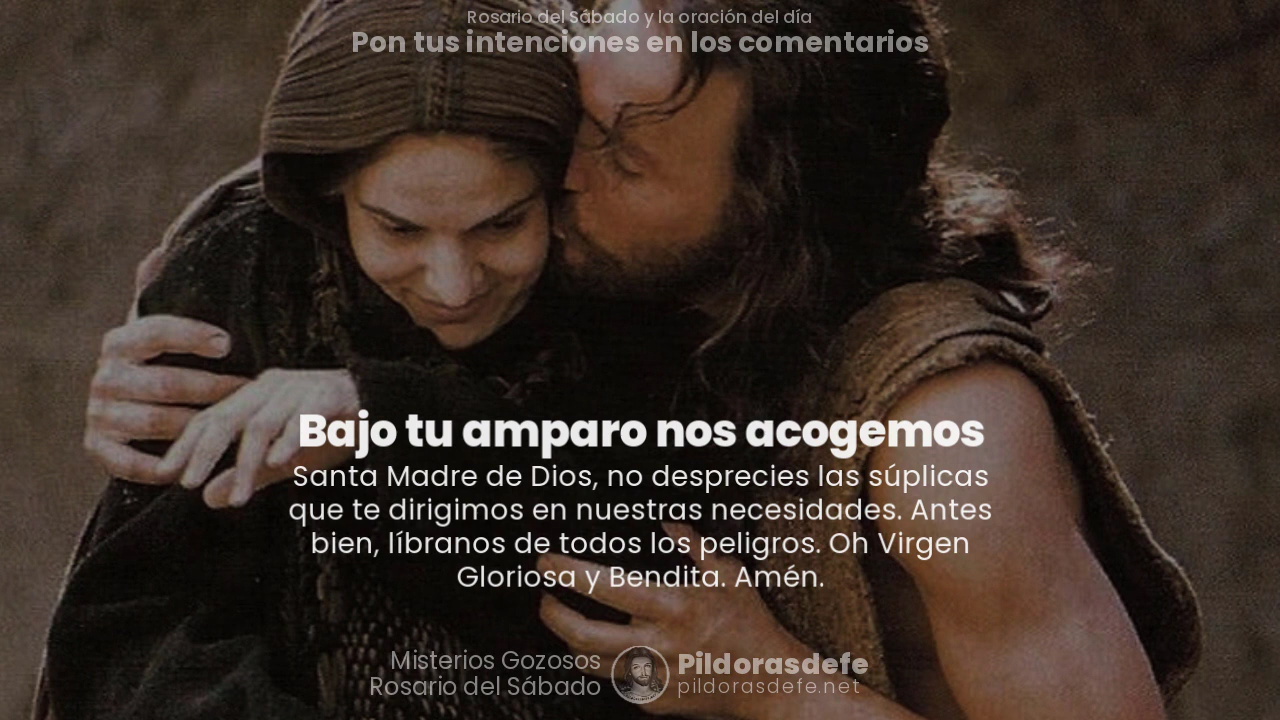 Rosario del Sábado y la oración del día
Pon tus intenciones en los comentarios
Bajo tu amparo nos acogemos
Santa Madre de Dios, no desprecies las súplicas
que te dirigimos en nuestras necesidades. Antes
bien, líbranos de todos los peligros. Oh Virgen
Gloriosa y Bendita. Amén.
Misterios Gozosos
Rosario del Sábado
Pildorasdefe
pildorasdefe.net